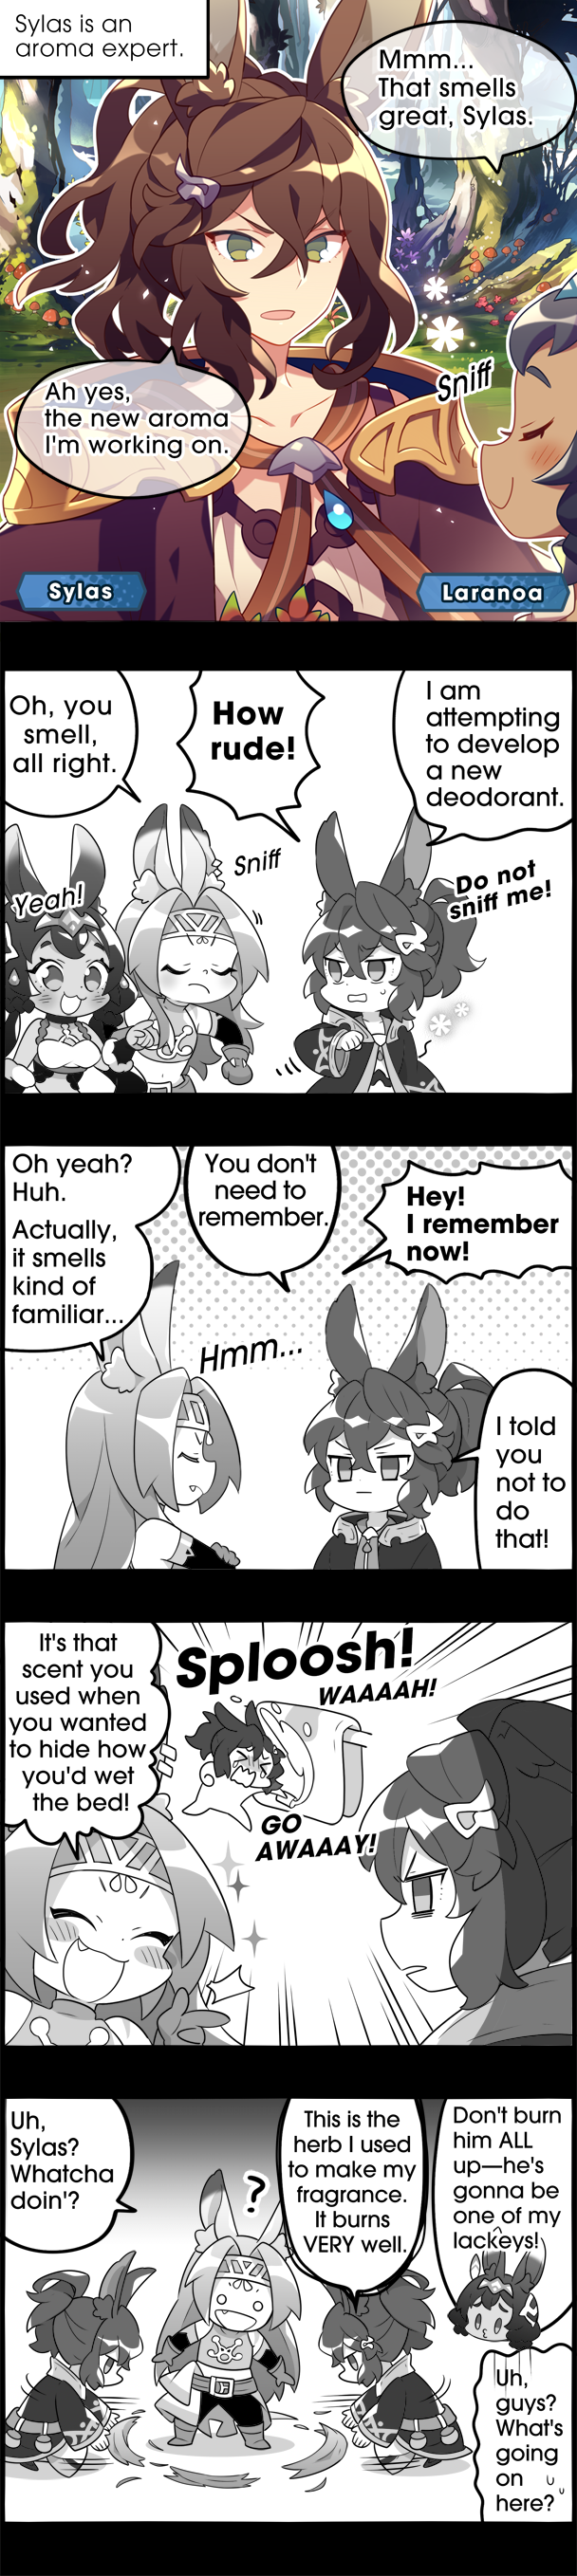 Sylas is an
aroma expert.
Mmm...
That smells
great, Sylas.
Sniff
Ah yes,
the new aroma
I'm working on.
Sylas
Laranoa
I am
attempting
to develop
a new
deodorant.
How
rude!
Oh, you
smell,
all right.
Sniff
Do not
sniff me!
Yeah!
Hey!
I remember
now!
You don't
need to
remember.
Oh yeah?
Huh.
Actually,
it smells
kind of
familiar...
Hmm...
I told
you
not to
do
that!
It's that
scent you
used when
you wanted
to hide how
you'd wet
the bed!
Sploosh!
WAAAAH!
GO
AWAAAY!
Uh,
Sylas?
Whatcha
doin'?
?
This is the
herb I used
to make my
fragrance.
It burns
VERY well.
Don't burn
him ALL
up—he's
gonna be
one of my
lackeys!
Uh,
guys?
What's
going
on
here?